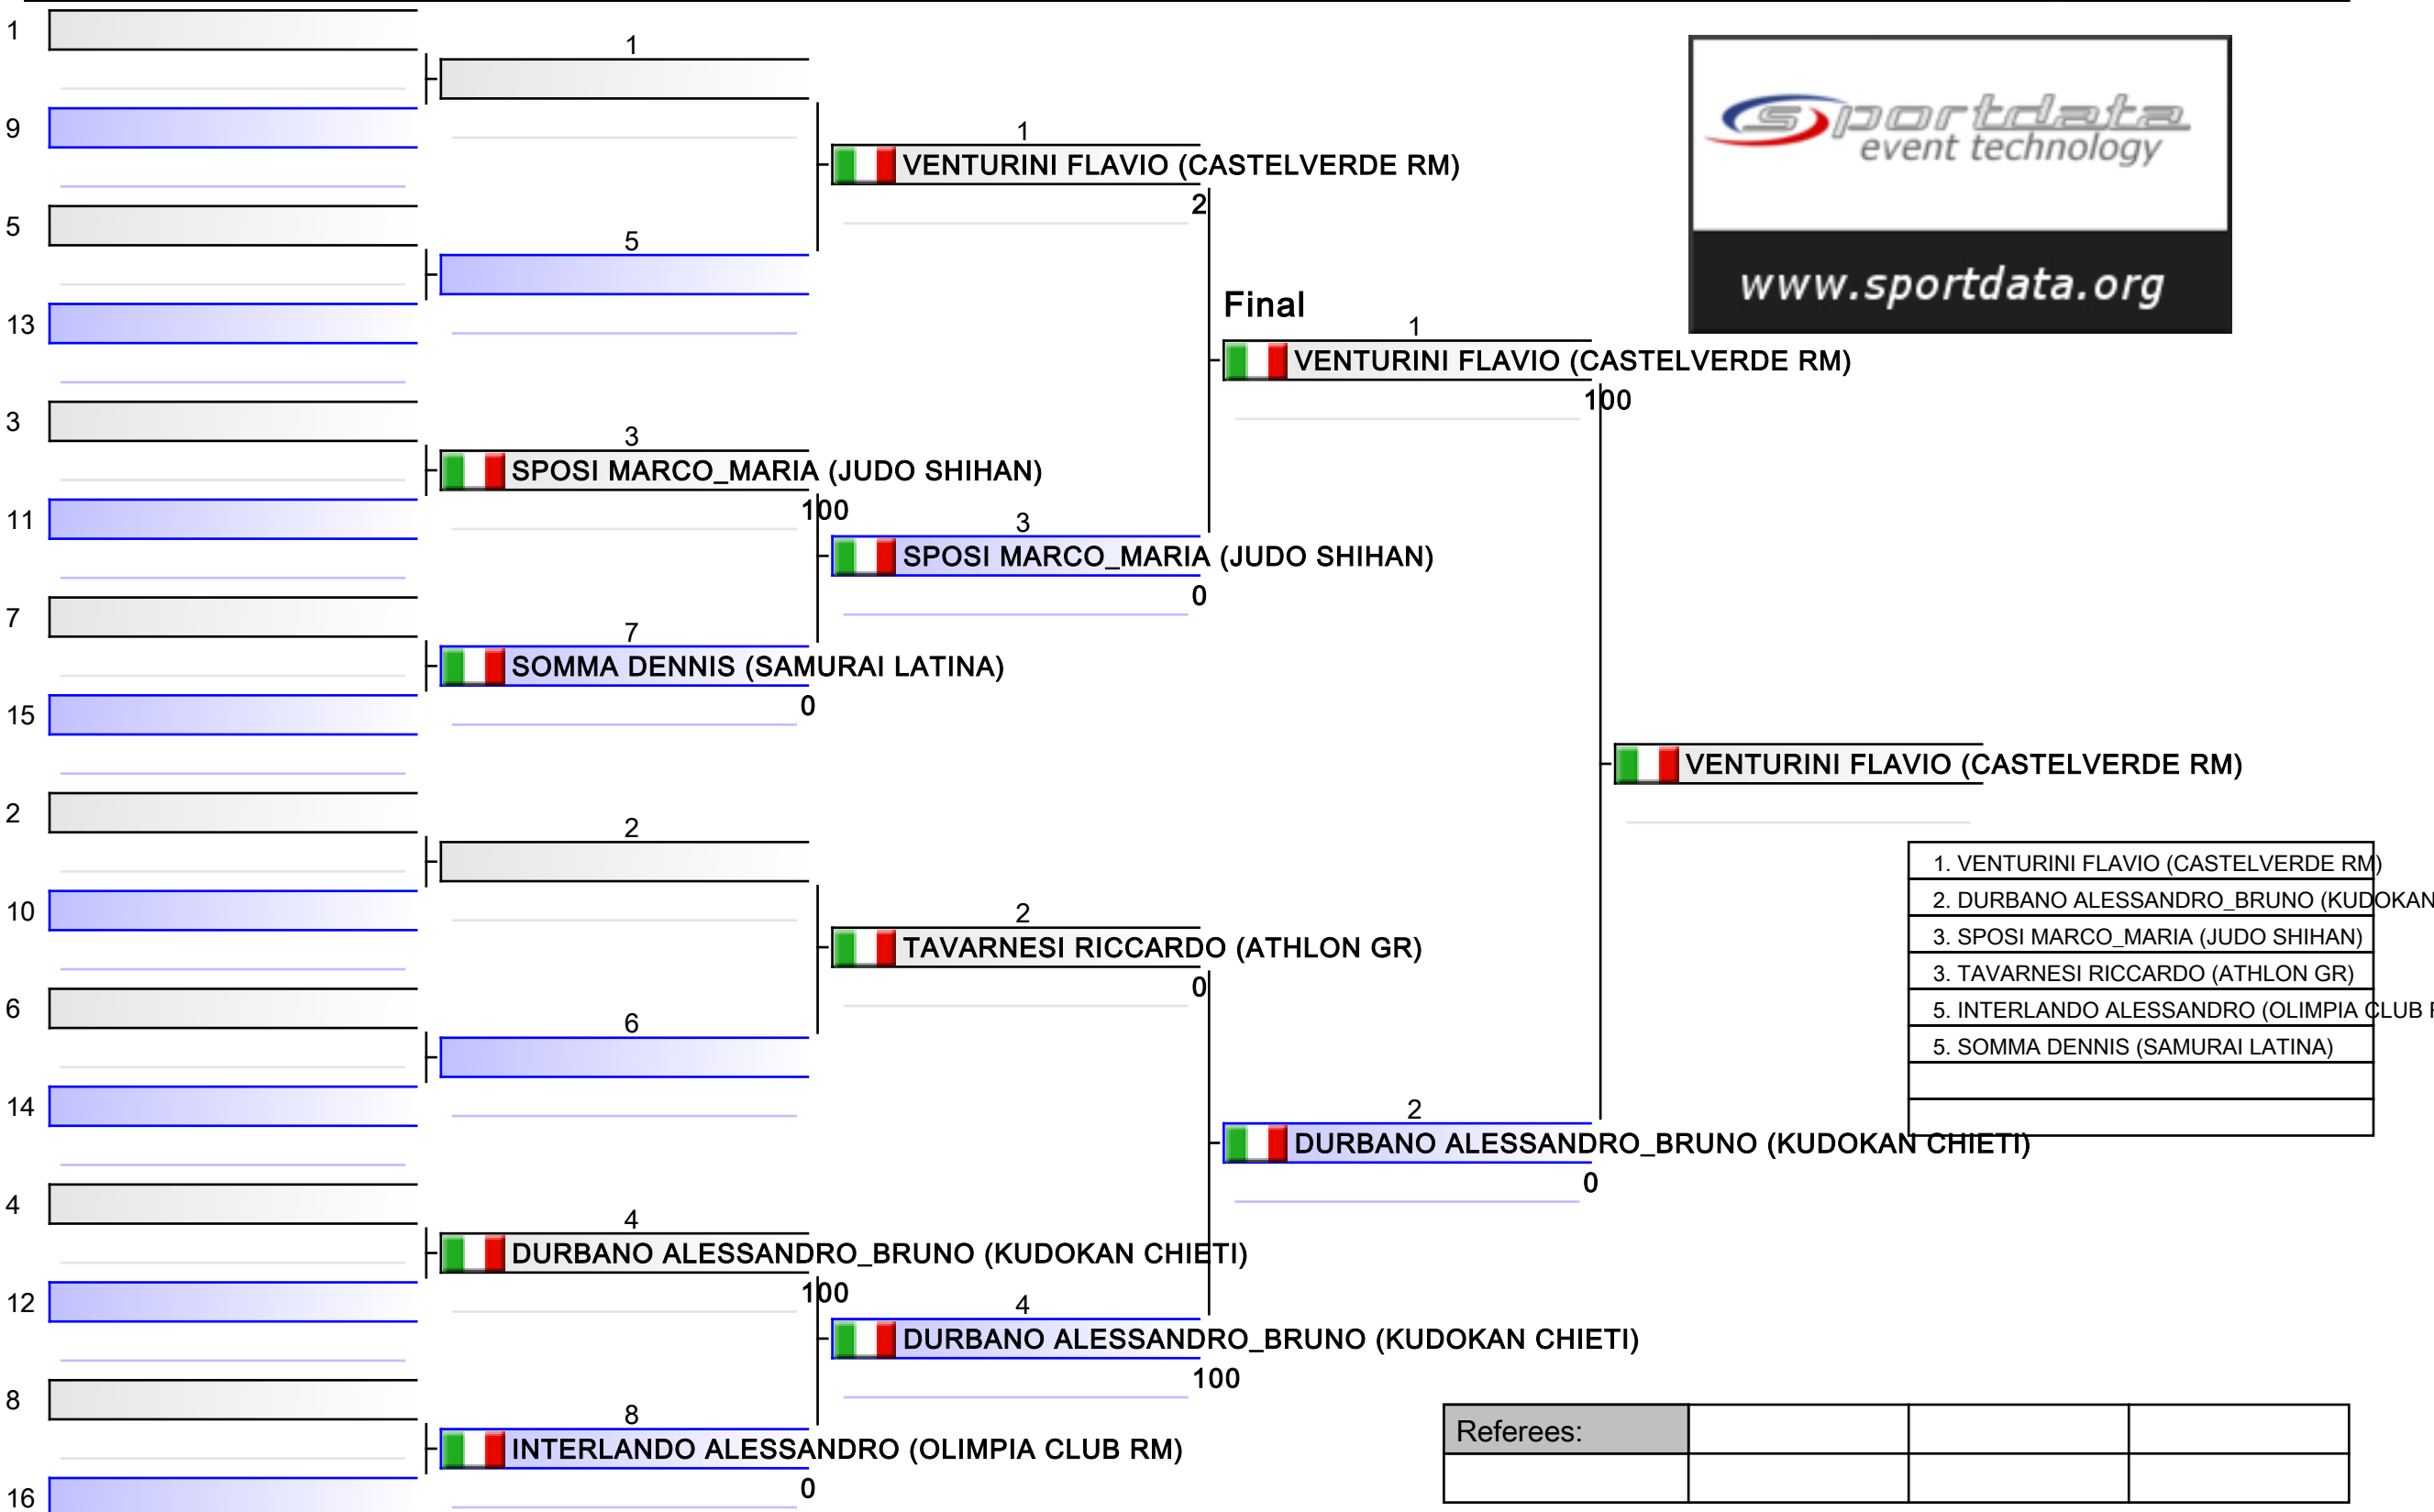 1
9
5
13
3
11
7
15
2
10
6
14
4
12
8
16
1
5
3
SPOSI MARCO_MARIA (JUDO SHIHAN)
100
7
SOMMA DENNIS (SAMURAI LATINA)
0
2
6
4
DURBANO ALESSANDRO_BRUNO (KUDOKAN CHIETI)
100
8
INTERLANDO ALESSANDRO (OLIMPIA CLUB RM)
0
1
VENTURINI FLAVIO (CASTELVERDE RM)
2
3
SPOSI MARCO_MARIA (JUDO SHIHAN)
0
2
TAVARNESI RICCARDO (ATHLON GR)
0
4
DURBANO ALESSANDRO_BRUNO (KUDOKAN CHIETI)
100
Final
1
VENTURINI FLAVIO (CASTELVERDE RM)
100
2
DURBANO ALESSANDRO_BRUNO (KUDOKAN CHIETI)
0
VENTURINI FLAVIO (CASTELVERDE RM)
sportdata
event technology
www.sportdata.org
1. VENTURINI FLAVIO (CASTELVERDE RM)
2. DURBANO ALESSANDRO_BRUNO (KUDOKAN
3. SPOSI MARCO_MARIA (JUDO SHIHAN)
3. TAVARNESI RICCARDO (ATHLON GR)
5. INTERLANDO ALESSANDRO (OLIMPIA CLUB
5. SOMMA DENNIS (SAMURAI LATINA)
Referees: